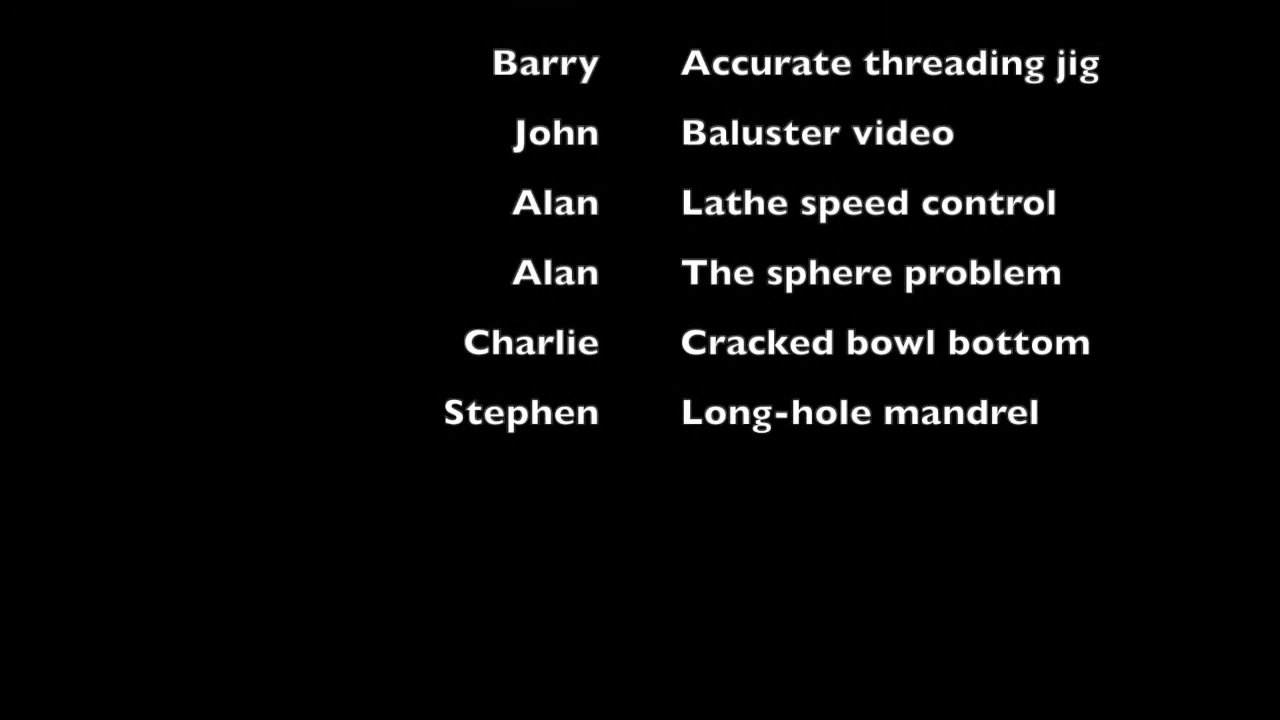 Barry Accurate threading jig
John Baluster video
Alan Lathe speed control
Alan The sphere problem
Charlie Cracked bowl bottom
Stephen Long-hole mandrel